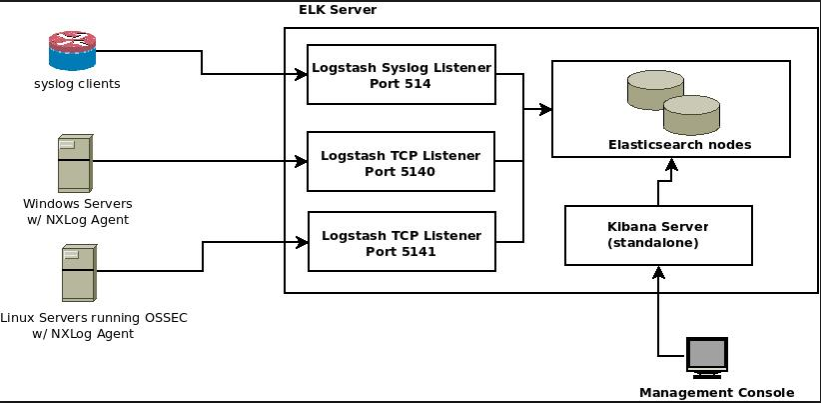 ELK Server
syslog clients
Logstash Syslog Listener
Port 514
Elasticsearch nodes
Windows Servers
w/ NXLog Agent
Logstash TCP Listener
Port 5140
Linux Servers running OSSEC
w/ NXLog Agent
Logstash TCP Listener
Port 5141
Kibana Server
(standalone)
Management Console